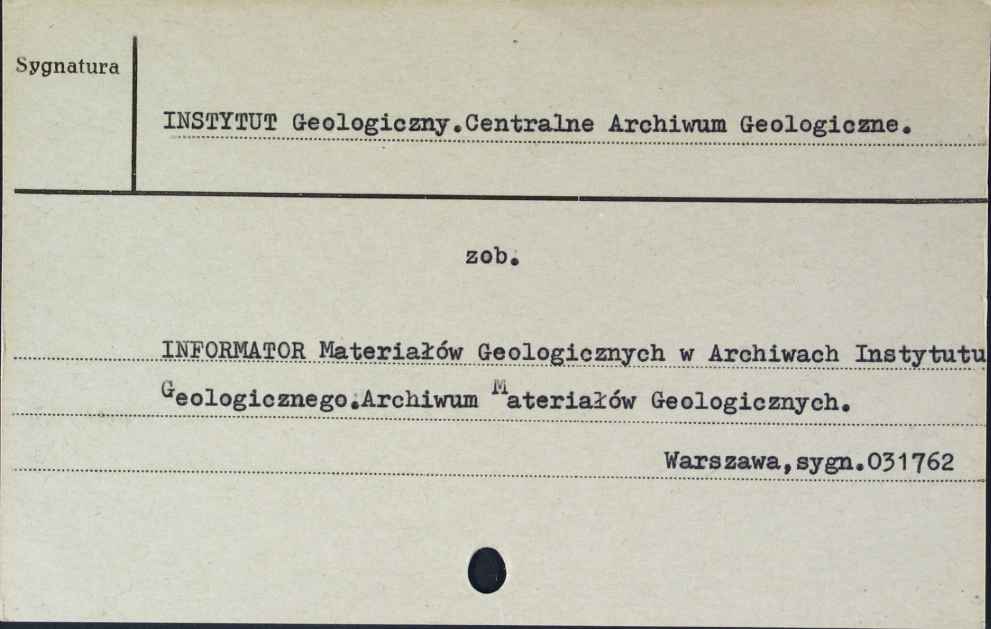 Sygnatura
INSTYTUT Geologiczny.Centralne Archiwum Geologiczne.
zob.
INFORMATOR Materiałów Geologicznych w Archiwach Instytutu
Geologicznego.Archiwum Materiałów Geologicznych.
Warszawa,sygn.031762